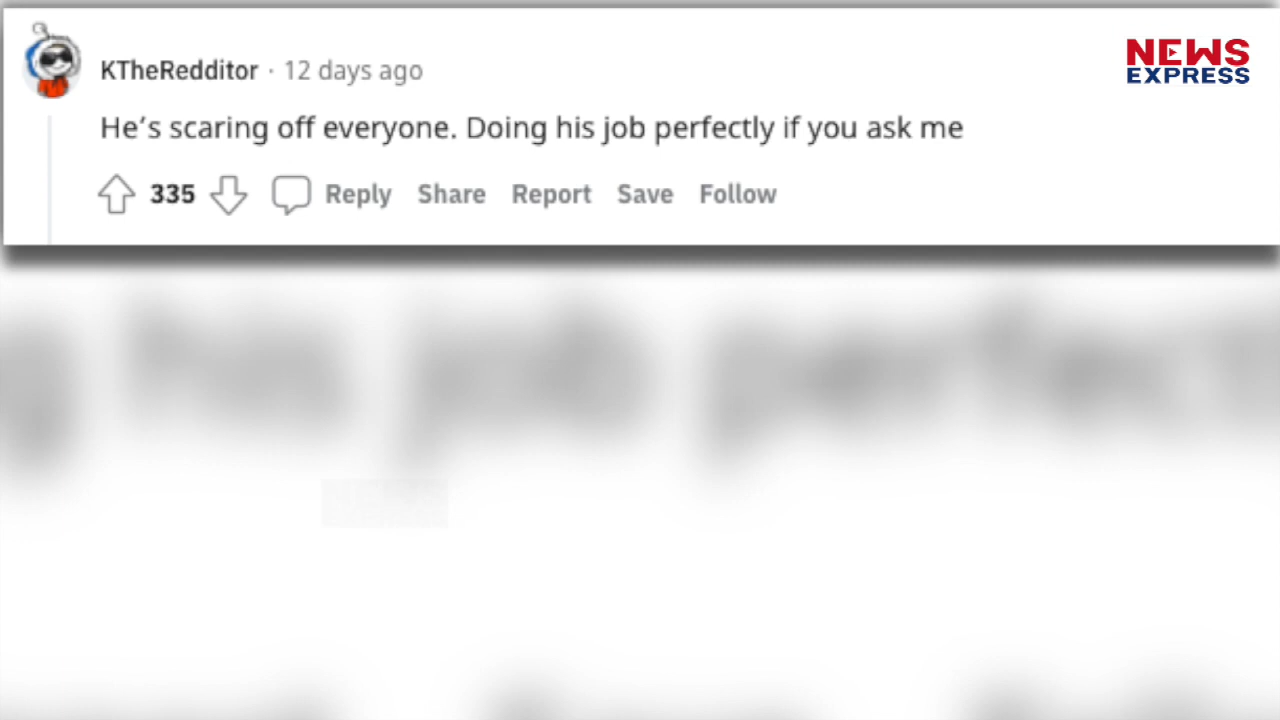 KTheRedditor · 12 days ago
He's scaring off everyone. Doing his job perfectly if you ask me
335 Reply Share Report Save Follow
NEWS
EXPRESS